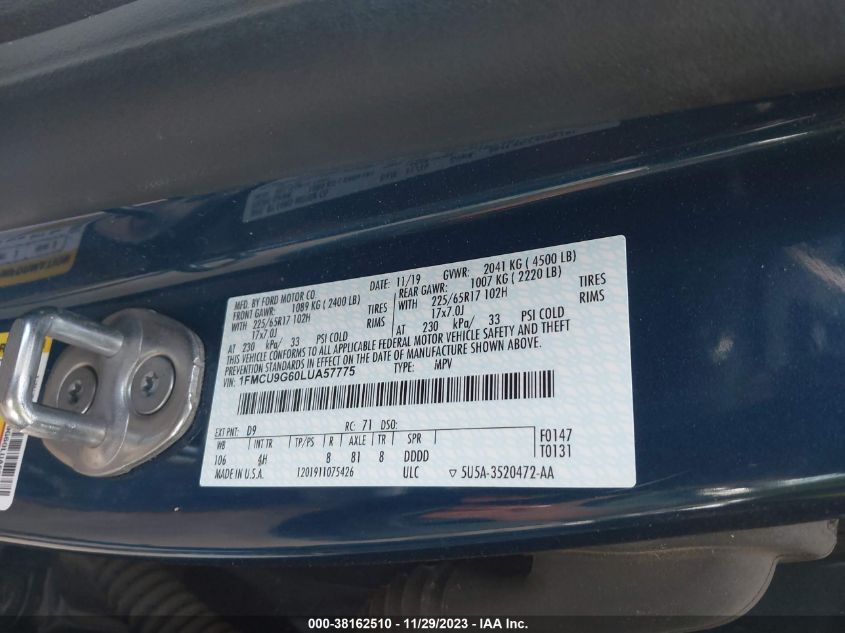 MFD. BY FORD MOTOR CO. DATE: 11/19 GVWR: 2041 KG ( 4500 LB)
FRONT GAWR: 1089 KG ( 2400 LB) REAR GAWR: 1007 KG ( 2220 LB)
WITH 225/65R17 102H TIRES WITH 225/65R17 102H TIRES
17x7.0J RIMS 17x7.0J RIMS
AT 230 kPa/ 33 PSI COLD AT 230 kPa/ 33 PSI COLD
THIS VEHICLE CONFORMS TO ALL APPLICABLE FEDERAL MOTOR VEHICLE SAFETY AND THEFT
PREVENTION STANDARDS IN EFFECT ON THE DATE OF MANUFACTURE SHOWN ABOVE.
1FMCU9G60LUA57775 TYPE: MPV
EXT PNT: D9 RC: 71 DSO:
WB INT TR TP/PS R AXLE TR SPR F0147
106 4H 8 81 8 DDDD T0131
MADE IN U.S.A. 1201911075426 ULC ▽ 5U5A-3520472-AA
000-38162510 - 11/29/2023 - IAA Inc.